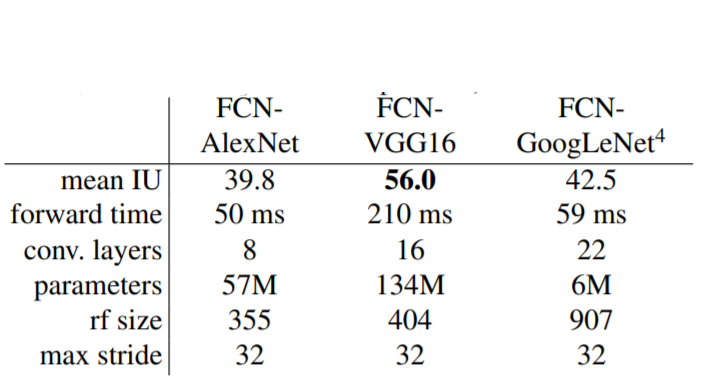 FCN- FCN- FCN-
AlexNet VGG16 GoogLeNet4
mean IU 39.8 56.0 42.5
forward time 50 ms 210 ms 59 ms
conv. layers 8 16 22
parameters 57M 134M 6M
rf size 355 404 907
max stride 32 32 32